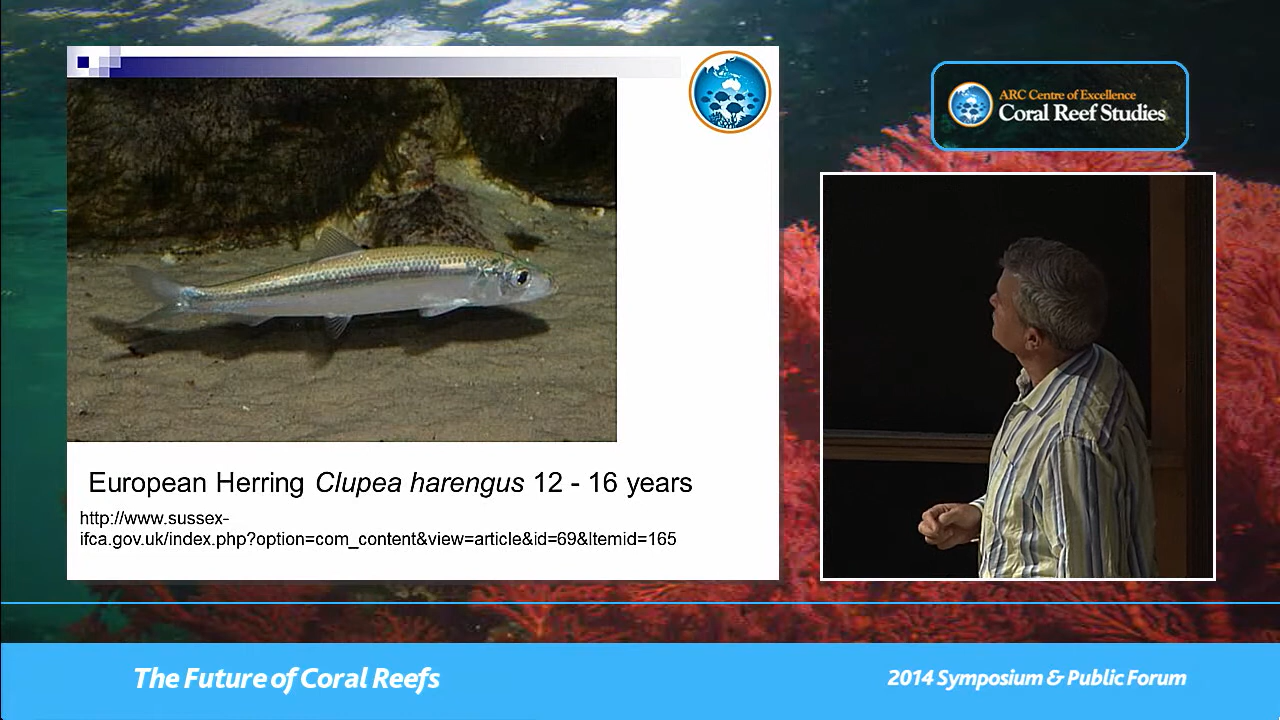 ARC Centre of Excellence
Coral Reef Studies
European Herring Clupea harengus 12 - 16 years
http://www.sussex-
ifca.gov.uk/index.php?option=com_content&view=article&id=69&Itemid=165
The Future of Coral Reefs
2014 Symposium & Public Forum